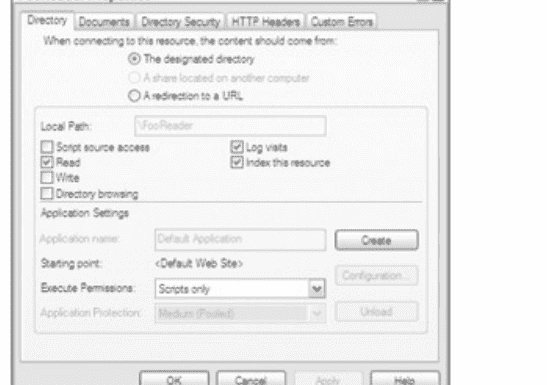 Directory Documents Directory Security HTTP Headers Custom Errors
When connecting to this resource, the content should come from:
The designated directory
A share located on another computer
A redirection to a URL
Local Path: \FooReader
Script source access Log visits
Read Index this resource
Write
Directory browsing
Application Settings
Application name: Default Application Create
Starting point: <Default Web Site>
Configuration...
Execute Permissions: Scripts only
Application Protection: Medium (Pooled) Unload
OK Cancel Apply Help